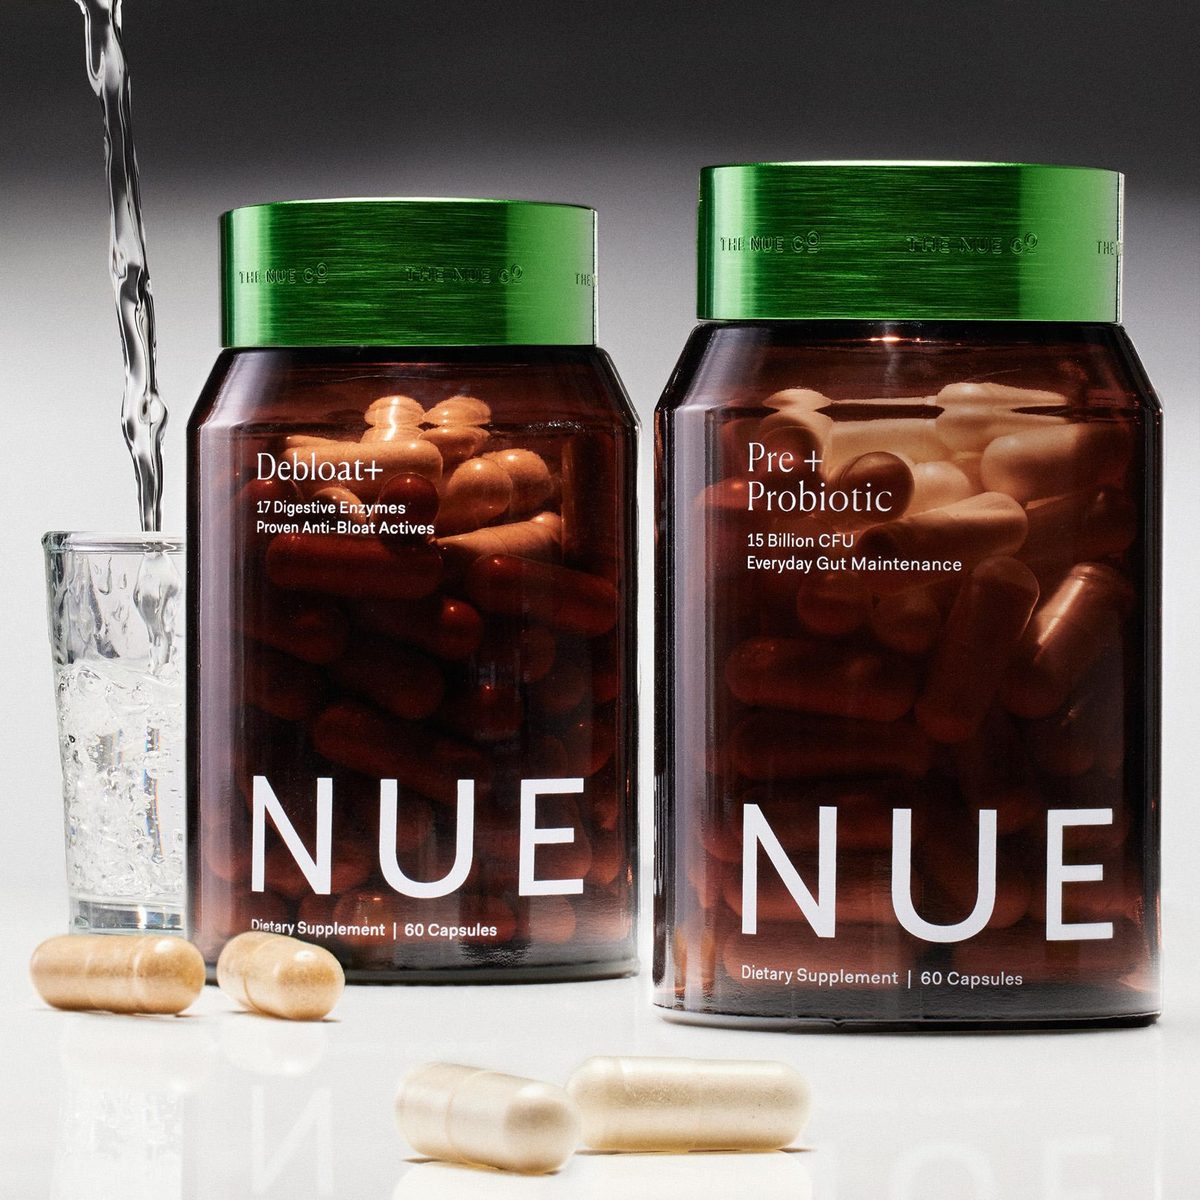 THE NUE CO THE NUE CO THE
Debloat+
17 Digestive Enzymes
Proven Anti-Bloat Actives
NUE
Dietary Supplement | 60 Capsules
THE NUE CO THE NUE CO THE
Pre +
Probiotic
15 Billion CFU
Everyday Gut Maintenance
NUE
Dietary Supplement | 60 Capsules